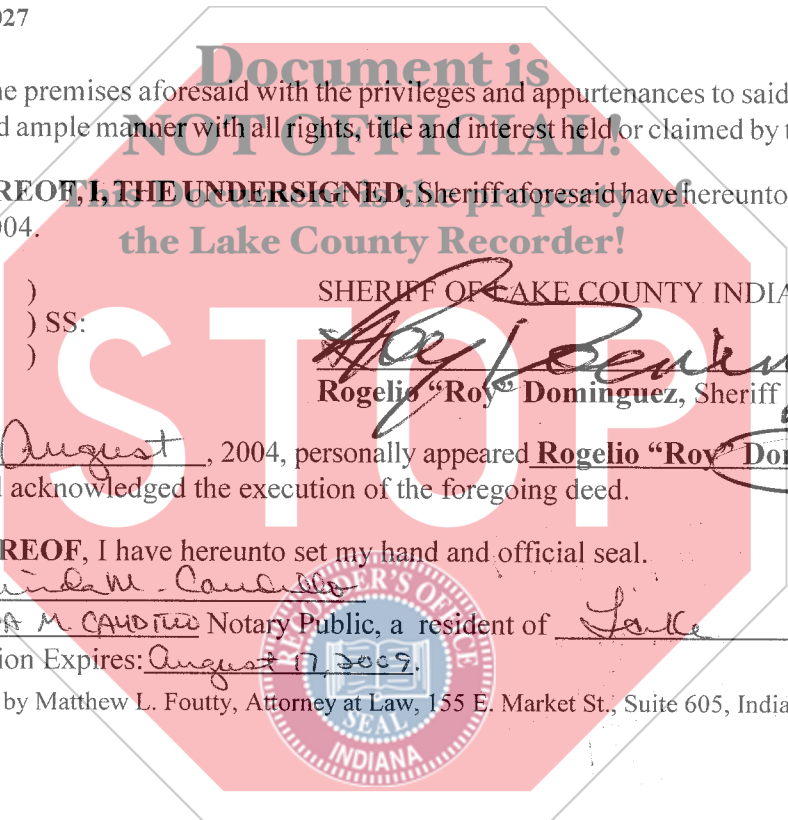 027
Document is
ne premises aforesaid with the privileges and appurtenances to said
d ample manner with all rights, title and interest held or claimed by t
NOT OFFICIAL!
REOF, I, THE UNDERSIGNED, Sheriff aforesaid have hereunto
This Document is the property of
004.
the Lake County Recorder!
) SHERIFF OF LAKE COUNTY INDIA
) SS:
)
Rogelio "Roy" Dominguez, Sheriff
STOP
August, 2004, personally appeared Rogelio "Roy" Dom
d acknowledged the execution of the foregoing deed.
REOF, I have hereunto set my hand and official seal.
A M. CAUDILLO Notary Public, a resident of Lake
ion Expires: August 17, 2009.
by Matthew L. Foutty, Attorney at Law, 155 E. Market St., Suite 605, India
RECORDER'S OFFICE
SEAL
INDIANA